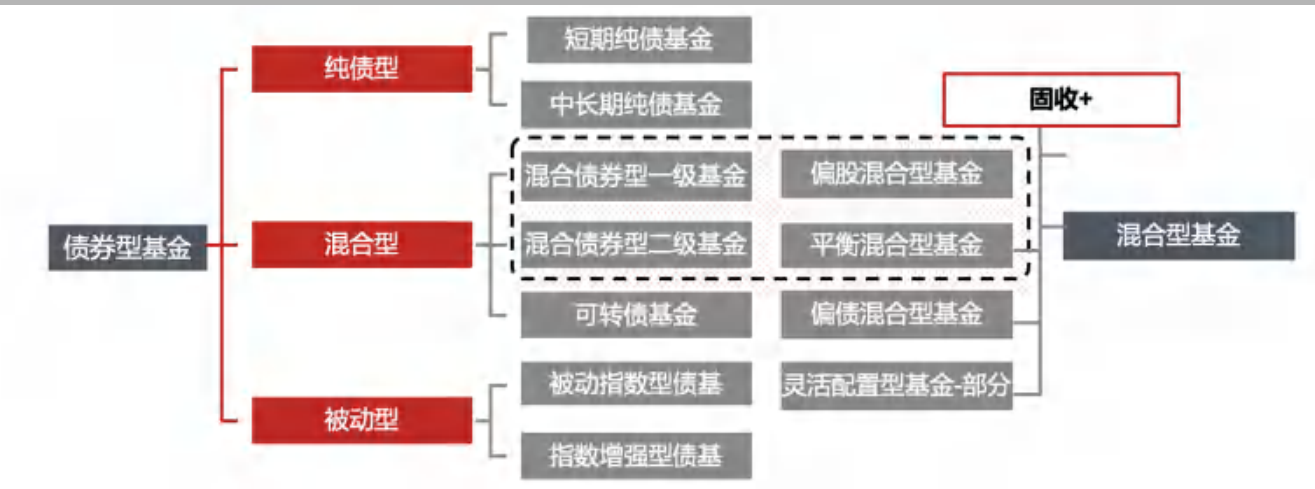 短期纯债基金
纯债型
中长期纯债基金
固收+
混合债券型一级基金
偏股混合型基金
债券型基金
混合型
混合债券型二级基金
平衡混合型基金
混合型基金
可转债基金
偏债混合型基金
被动指数型债基
灵活配置型基金-部分
被动型
指数增强型债基